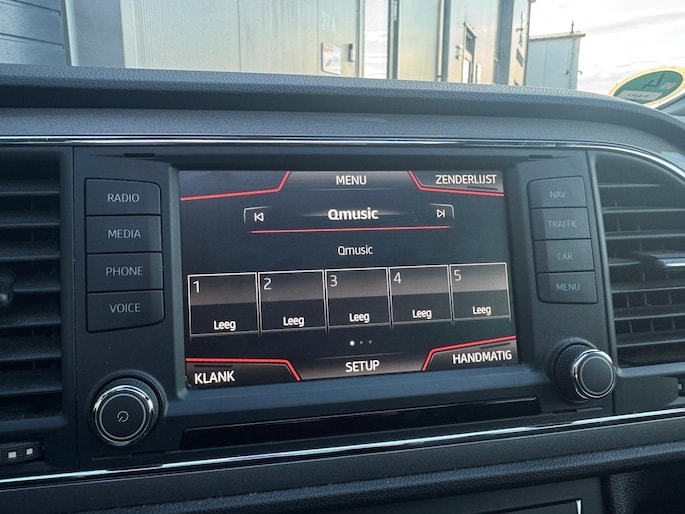 RADIO
MEDIA
PHONE
VOICE
MENU
ZENDERLIJST
Qmusic
Qmusic
1 2 3 4 5
Leeg Leeg Leeg Leeg Leeg
KLANK
SETUP
HANDMATIG
NAV
TRAFFIC
CAR
MENU